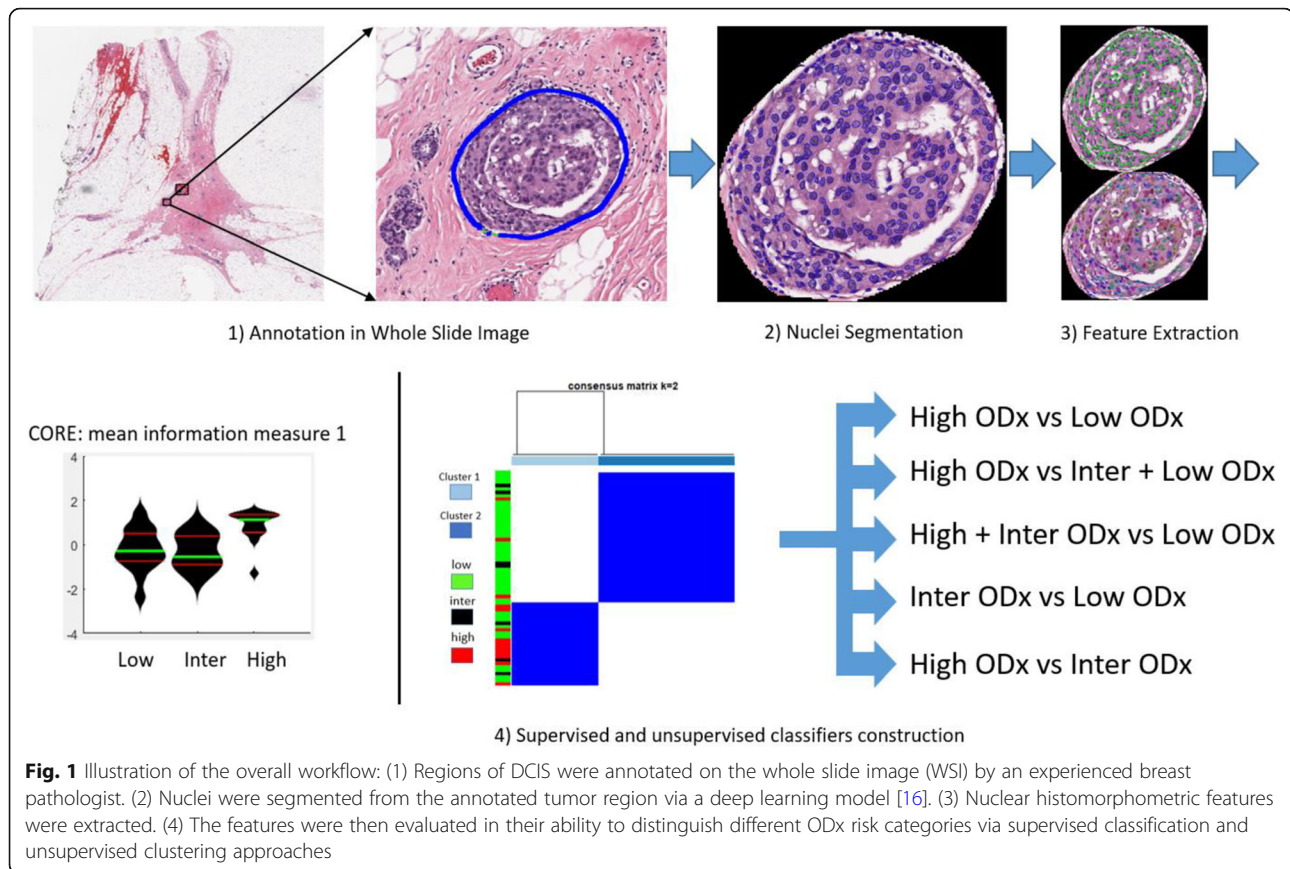 1) Annotation in Whole Slide Image
2) Nuclei Segmentation
3) Feature Extraction
CORE: mean information measure 1
4
2
0
-2
-4
Low
Inter
High
consensus matrix k=2
Cluster 1
Cluster 2
low
inter
high
High ODx vs Low ODx
High ODx vs Inter + Low ODx
High + Inter ODx vs Low ODx
Inter ODx vs Low ODx
High ODx vs Inter ODx
4) Supervised and unsupervised classifiers construction
Fig. 1 Illustration of the overall workflow: (1) Regions of DCIS were annotated on the whole slide image (WSI) by an experienced breast
pathologist. (2) Nuclei were segmented from the annotated tumor region via a deep learning model [16]. (3) Nuclear histomorphometric features
were extracted. (4) The features were then evaluated in their ability to distinguish different ODx risk categories via supervised classification and
unsupervised clustering approaches